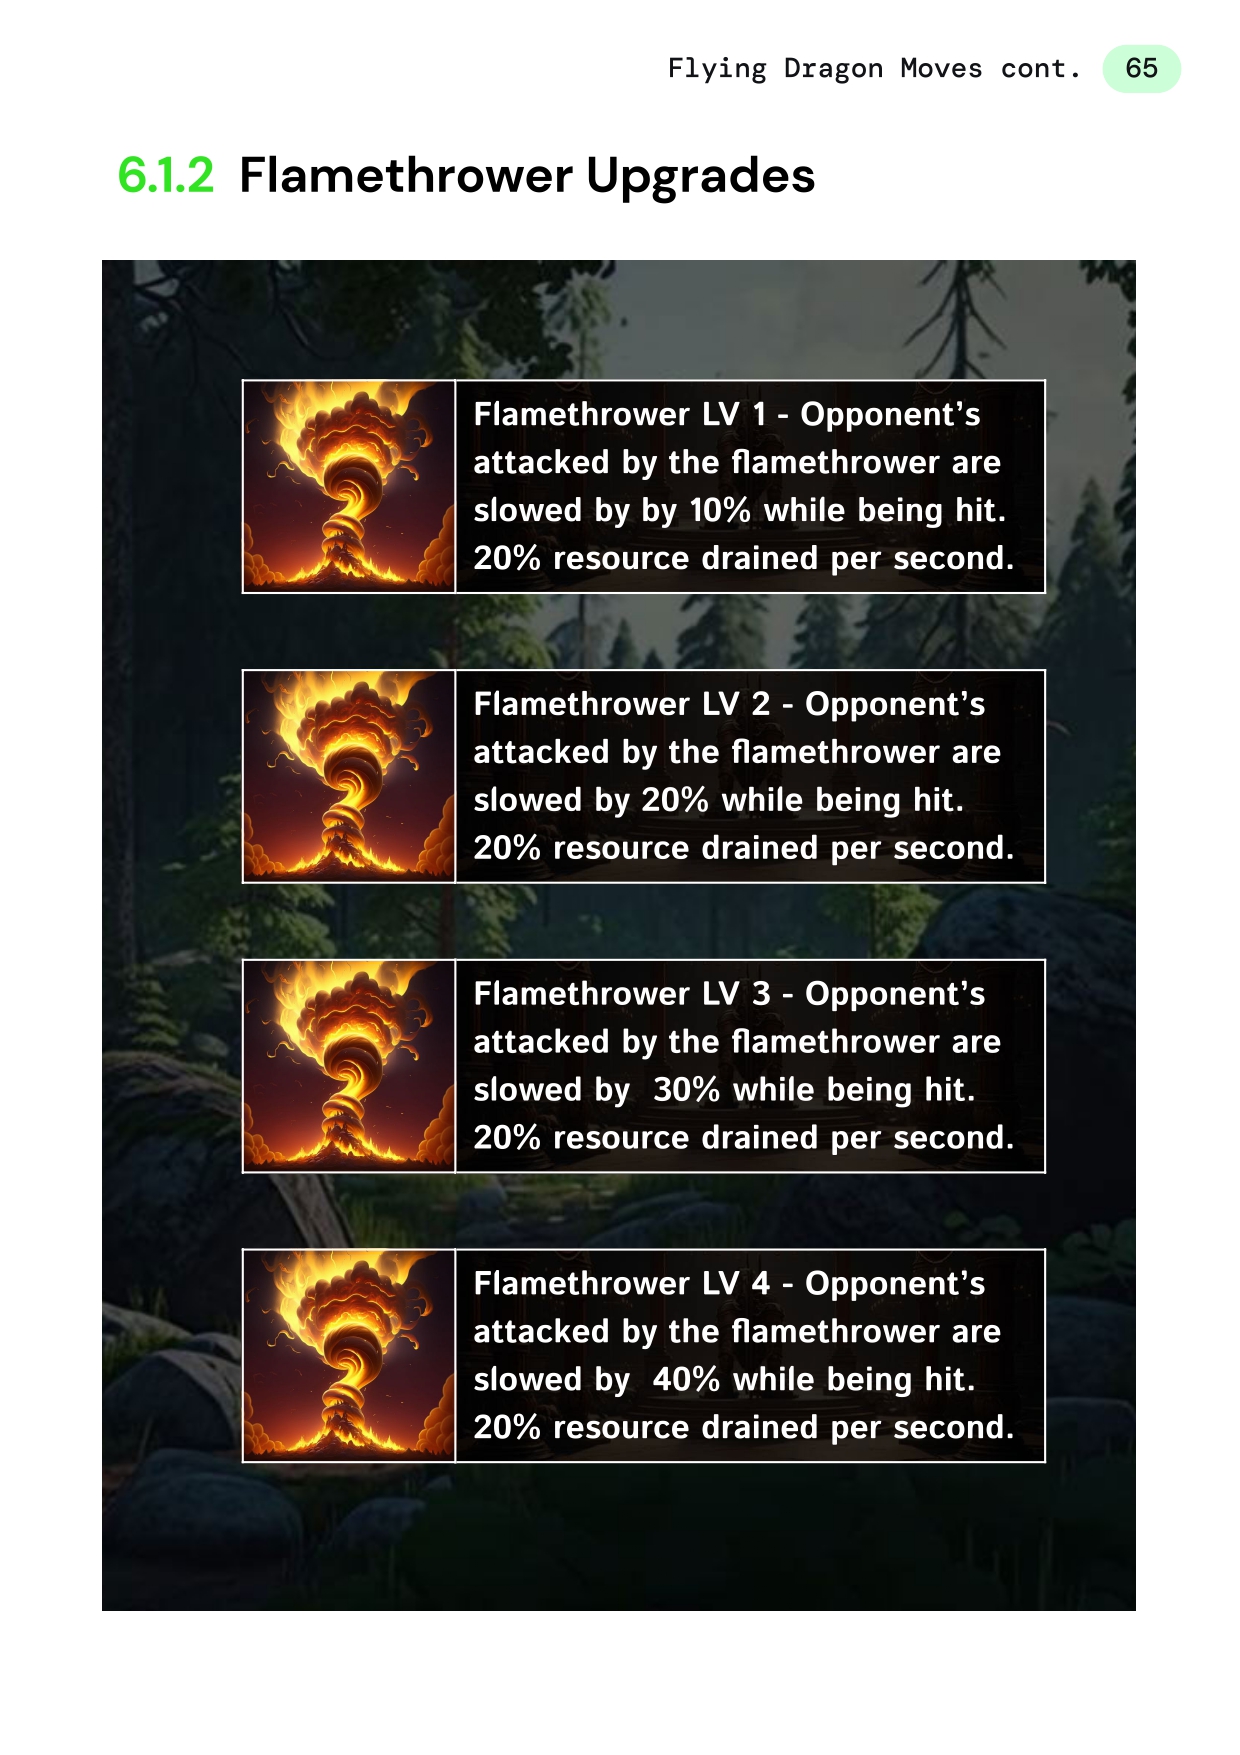 Flying Dragon Moves cont. 65
6.1.2 Flamethrower Upgrades
Flamethrower LV 1 - Opponent’s
attacked by the flamethrower are
slowed by by 10% while being hit.
20% resource drained per second.
Flamethrower LV 2 - Opponent’s
attacked by the flamethrower are
slowed by 20% while being hit.
20% resource drained per second.
Flamethrower LV 3 - Opponent’s
attacked by the flamethrower are
slowed by  30% while being hit.
20% resource drained per second.
Flamethrower LV 4 - Opponent’s
attacked by the flamethrower are
slowed by  40% while being hit.
20% resource drained per second.